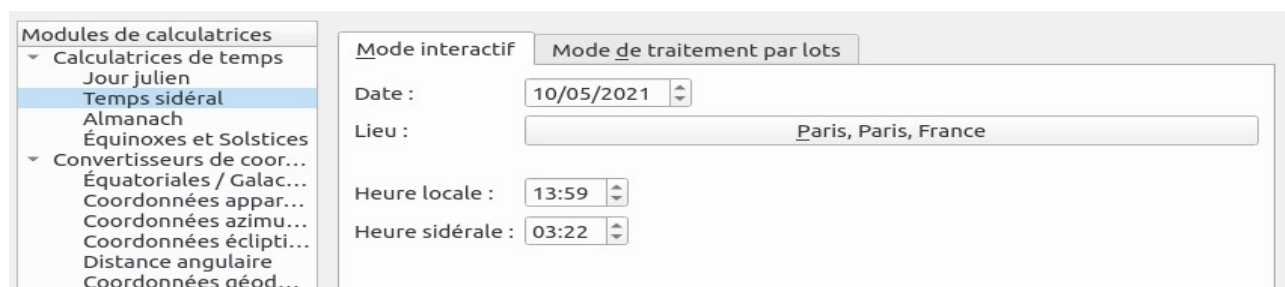 Modules de calculatrices
Calculatrices de temps
Jour julien
Temps sidéral
Almanach
Équinoxes et Solstices
Convertisseurs de coor...
Équatoriales / Galac...
Coordonnées appar...
Coordonnées azimu...
Coordonnées éclipti...
Distance angulaire
Coordonnées géod...
Mode interactif
Mode de traitement par lots
Date :
10/05/2021
Lieu :
Paris, Paris, France
Heure locale :
13:59
Heure sidérale :
03:22